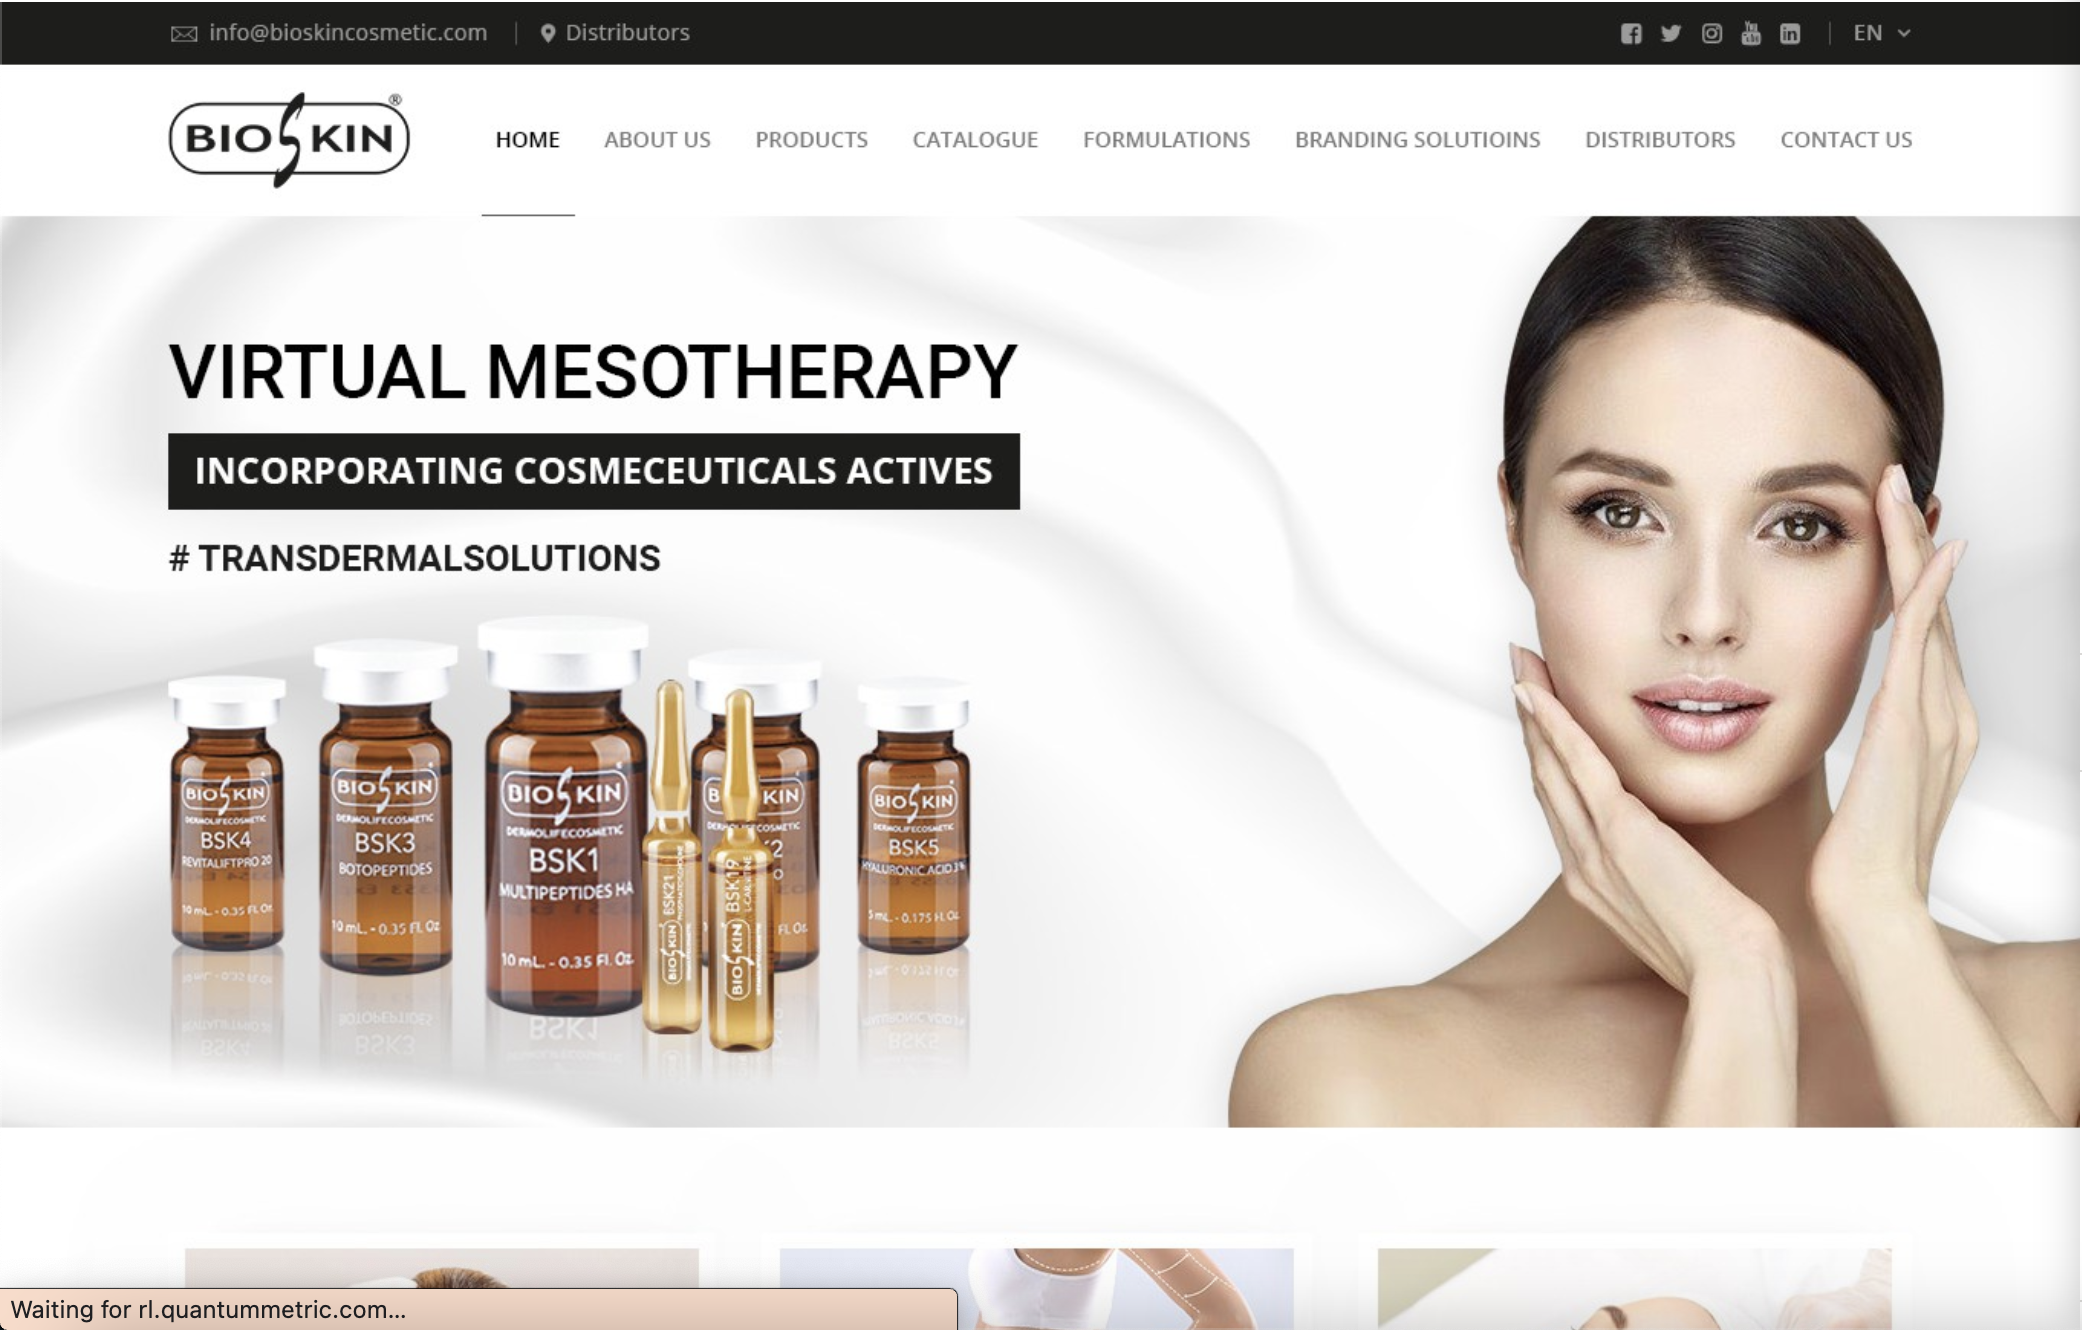 info@bioskincosmetic.com
Distributors
EN
BIOSKIN®
HOME
ABOUT US
PRODUCTS
CATALOGUE
FORMULATIONS
BRANDING SOLUTIOINS
DISTRIBUTORS
CONTACT US
VIRTUAL MESOTHERAPY
INCORPORATING COSMECEUTICALS ACTIVES
# TRANSDERMALSOLUTIONS
BIOSKIN
DERMOLIFECOSMETIC
BSK4
REVITALIFTPRO 20
10 mL. - 0.35 Fl. Oz.
BIOSKIN
DERMOLIFECOSMETIC
BSK3
BOTOPEPTIDES
10 mL. - 0.35 Fl. Oz.
BIOSKIN
DERMOLIFECOSMETIC
BSK1
MULTIPEPTIDES HA
10 mL. - 0.35 Fl. Oz.
BIOSKIN
BSK21
BIOSKIN
BSK19
L-CARNITINE
B KIN
2
O
FL Oz.
BIOSKIN
DERMOLIFECOSMETIC
BSK5
HYALURONIC ACID 3%
5 mL. - 0.175 Fl. Oz.
Waiting for rl.quantummetric.com...